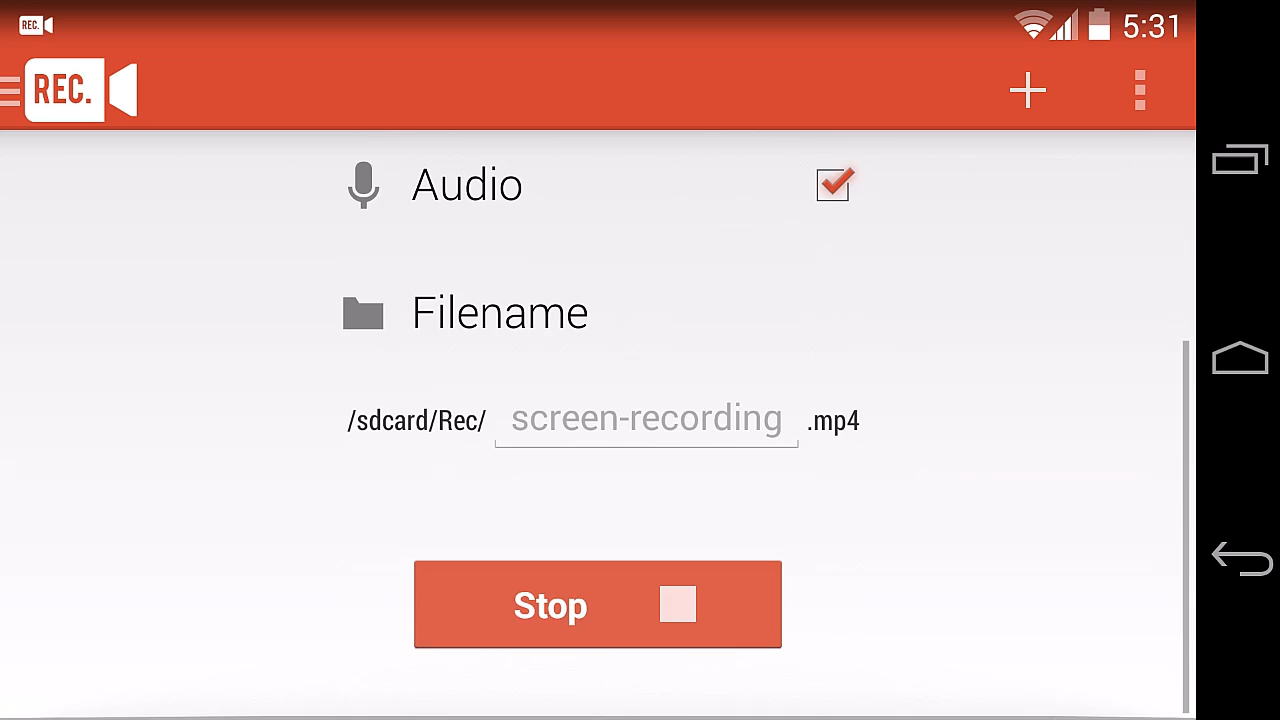 REC. 5:31
REC.
Audio
Filename
/sdcard/Rec/ screen-recording .mp4
Stop